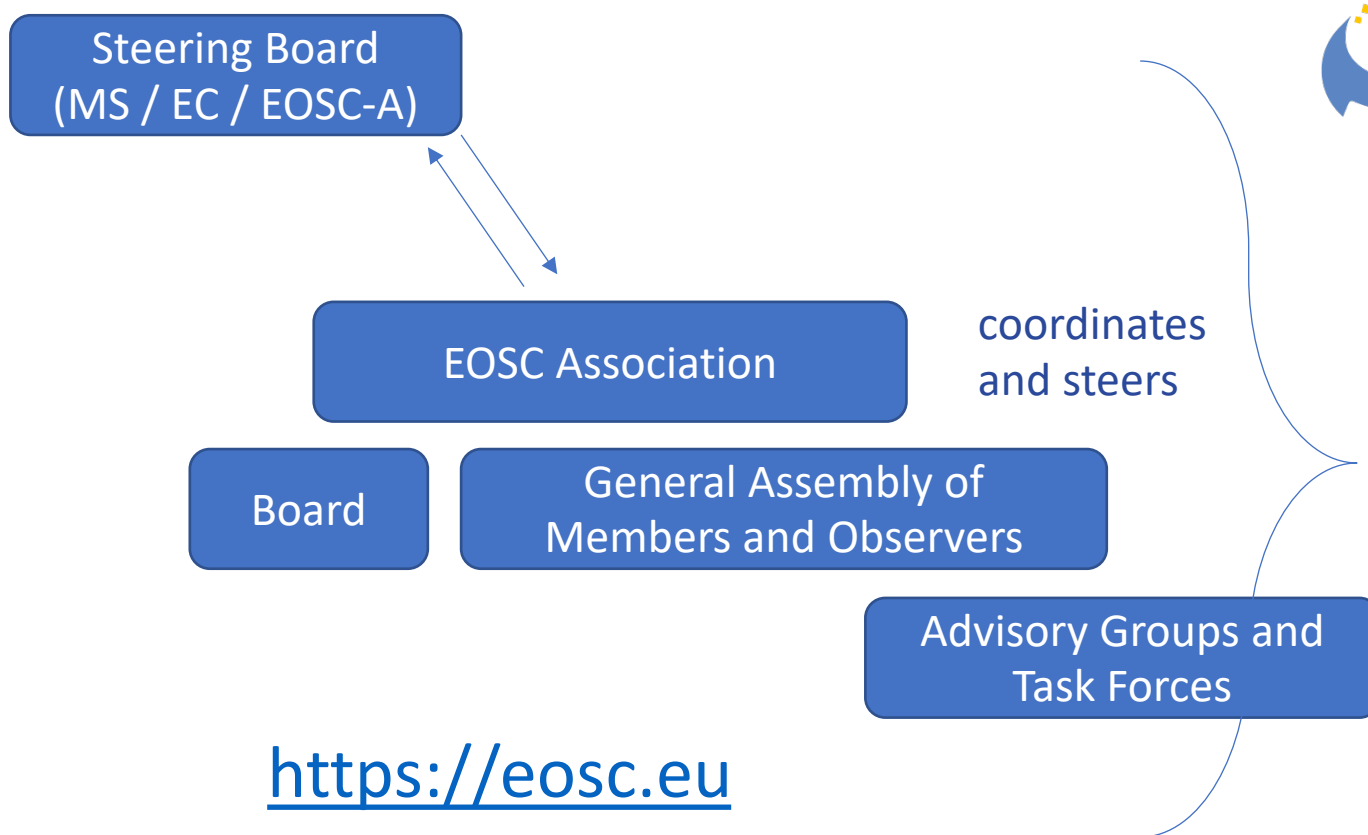 Steering Board
(MS / EC / EOSC-A)
EOSC Association
coordinates
and steers
Board
General Assembly of
Members and Observers
Advisory Groups and
Task Forces
https://eosc.eu